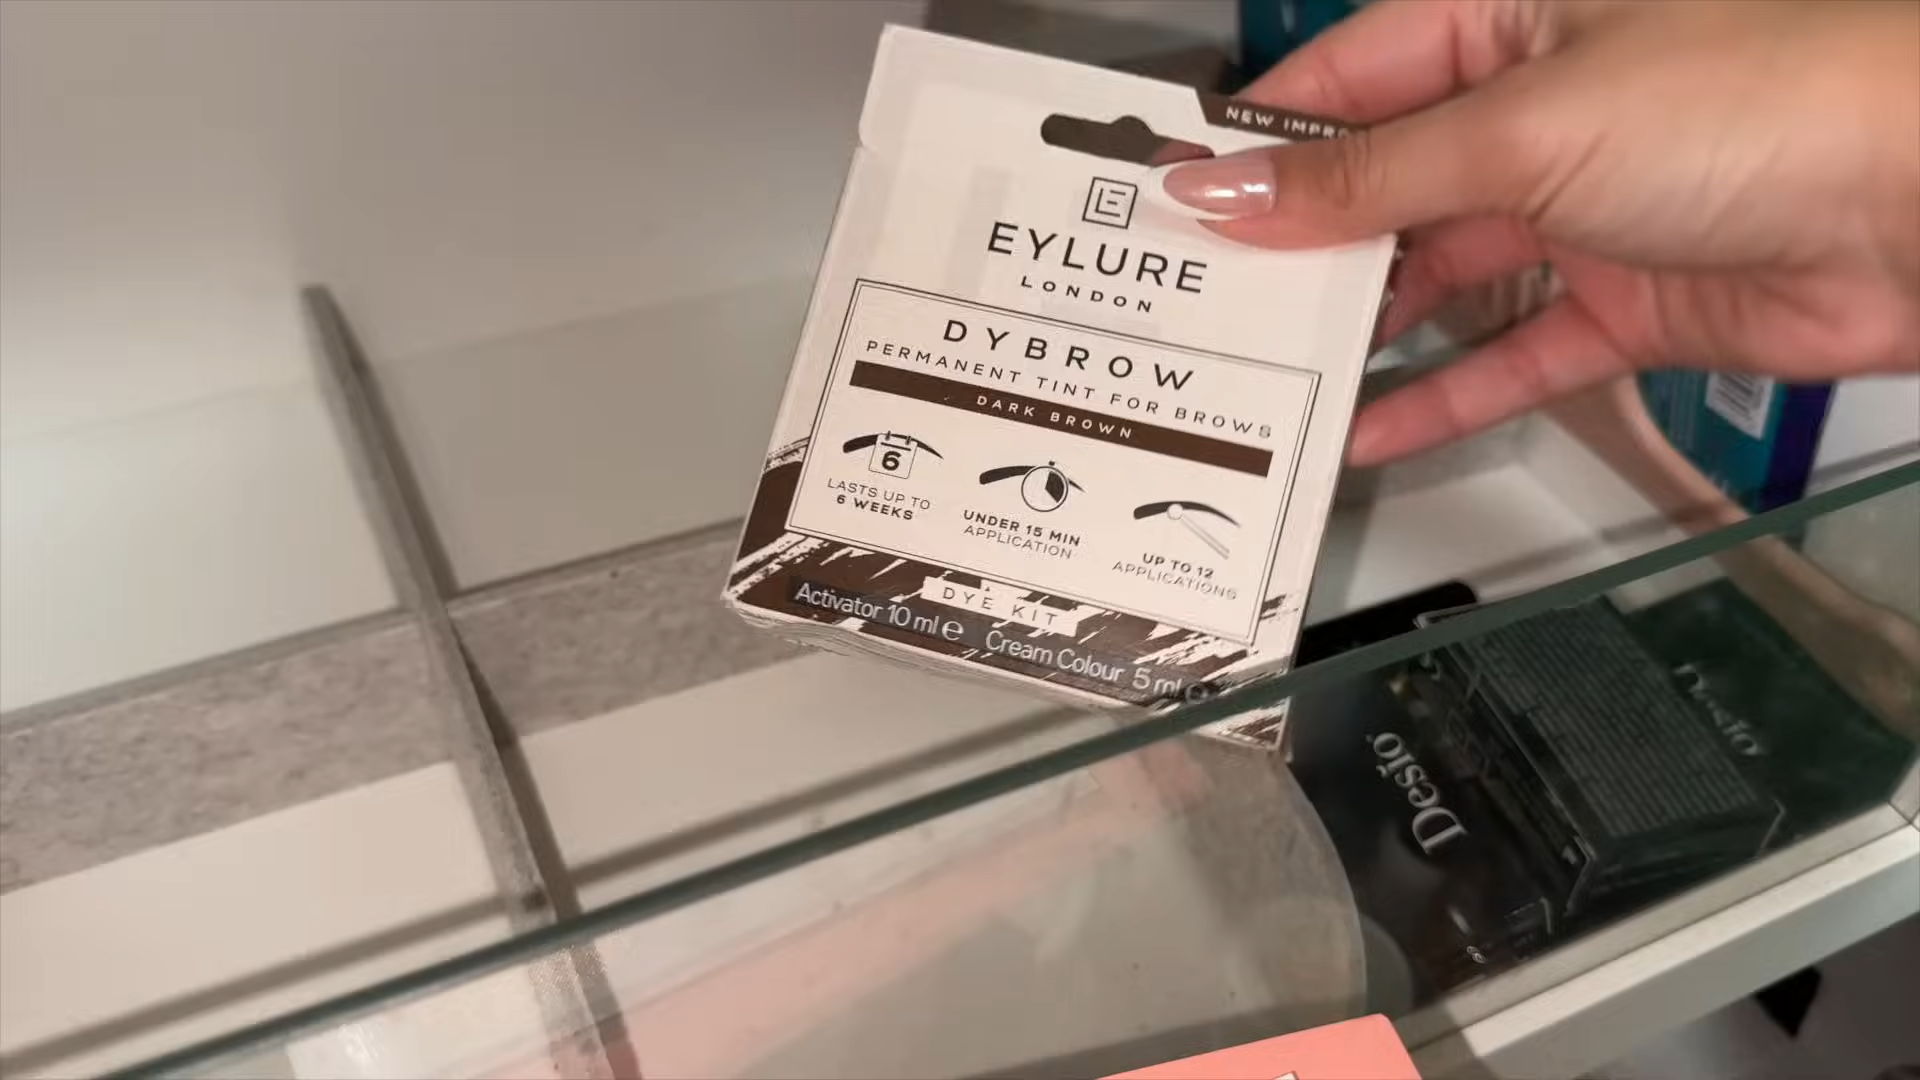 NEW IMPRO
EYLURE
LONDON
DYBROW
PERMANENT TINT FOR BROWS
DARK BROWN
6
LASTS UP TO
6 WEEKS
UNDER 15 MIN
APPLICATION
UP TO 12
APPLICATIONS
DYE KIT
Activator 10 ml e Cream Colour 5 ml e
Desio
Desio